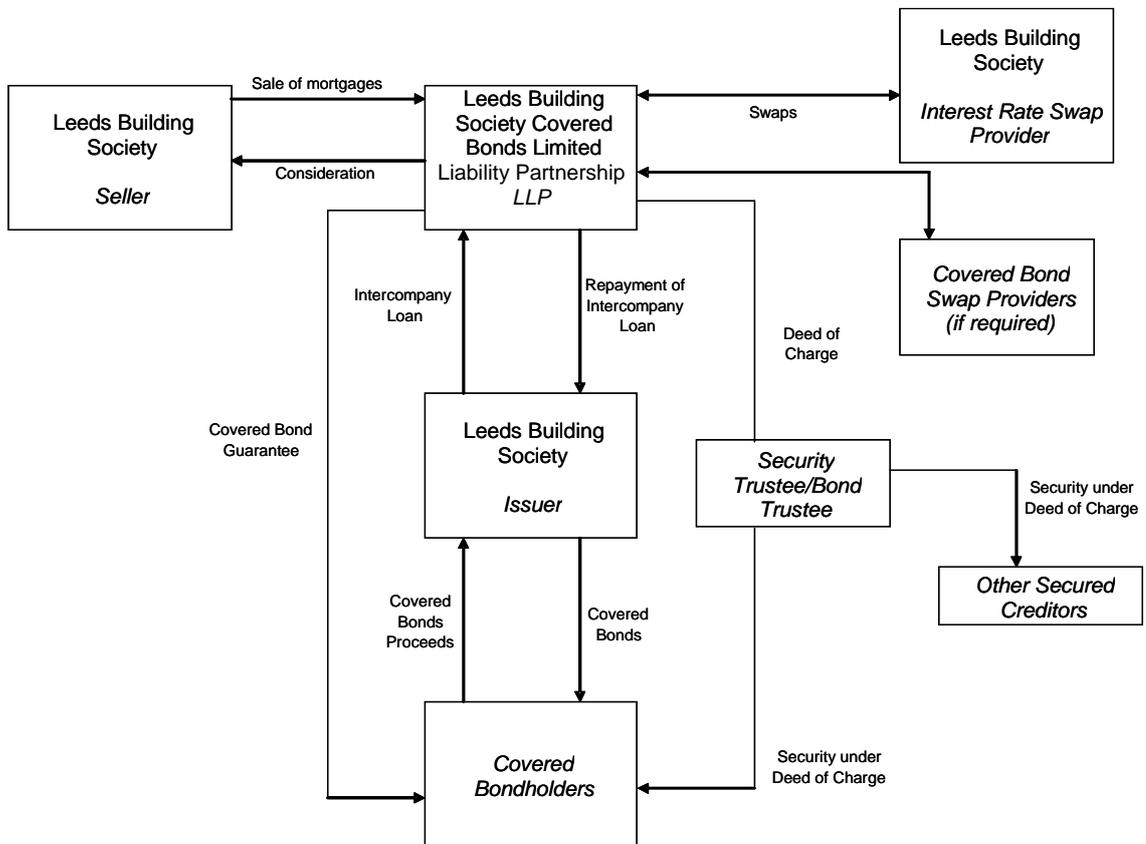 Leeds Building
Society
Interest Rate Swap
Provider
Sale of mortgages
Leeds Building
Society
Seller
Consideration
Leeds Building
Society Covered
Bonds Limited
Liability Partnership
LLP
Swaps
Covered Bond
Swap Providers
(if required)
Intercompany
Loan
Repayment of
Intercompany
Loan
Deed of
Charge
Covered Bond
Guarantee
Leeds Building
Society
Issuer
Security
Trustee/Bond
Trustee
Security under
Deed of Charge
Other Secured
Creditors
Covered
Bonds
Proceeds
Covered
Bonds
Covered
Bondholders
Security under
Deed of Charge